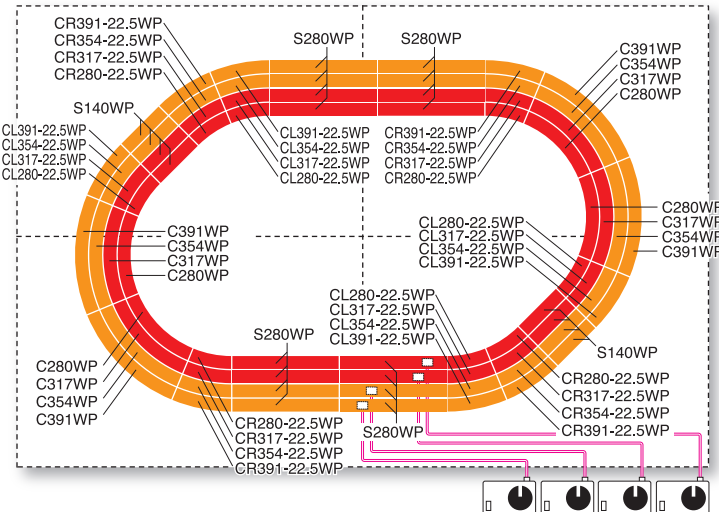 CR391-22.5WP
CR354-22.5WP
CR317-22.5WP
CR280-22.5WP
S280WP
S280WP
C391WP
C354WP
C317WP
C280WP
S140WP
CL391-22.5WP
CL354-22.5WP
CL317-22.5WP
CL280-22.5WP
CL391-22.5WP
CL354-22.5WP
CL317-22.5WP
CL280-22.5WP
CR391-22.5WP
CR354-22.5WP
CR317-22.5WP
CR280-22.5WP
C391WP
C354WP
C317WP
C280WP
CL280-22.5WP
CL317-22.5WP
CL354-22.5WP
CL391-22.5WP
C280WP
C317WP
C354WP
C391WP
CL280-22.5WP
CL317-22.5WP
CL354-22.5WP
CL391-22.5WP
S280WP
S140WP
C280WP
C317WP
C354WP
C391WP
CR280-22.5WP
CR317-22.5WP
CR354-22.5WP
CR391-22.5WP
S280WP
CR280-22.5WP
CR317-22.5WP
CR354-22.5WP
CR391-22.5WP